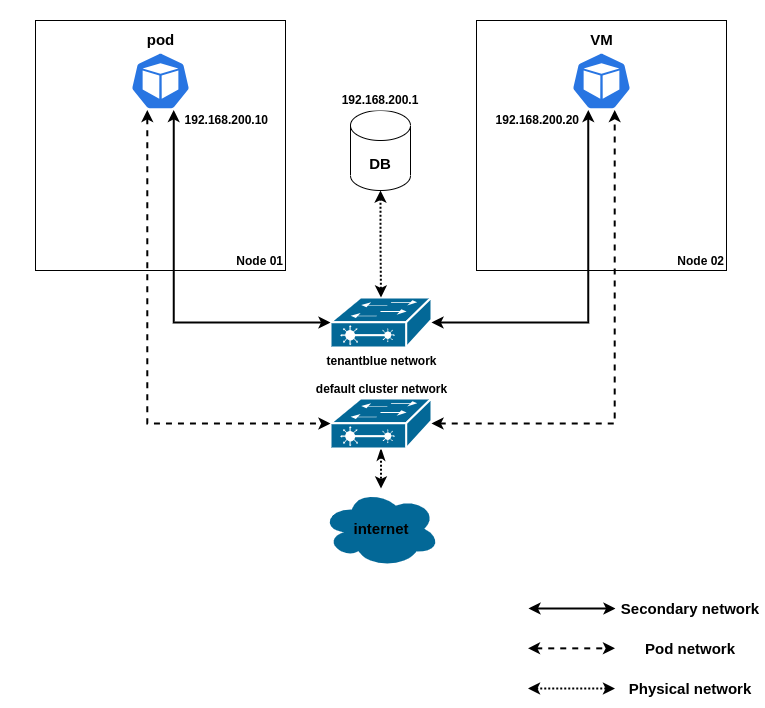 pod
VM
192.168.200.1
192.168.200.10
192.168.200.20
DB
Node 01
Node 02
tenantblue network
default cluster network
internet
Secondary network
Pod network
Physical network